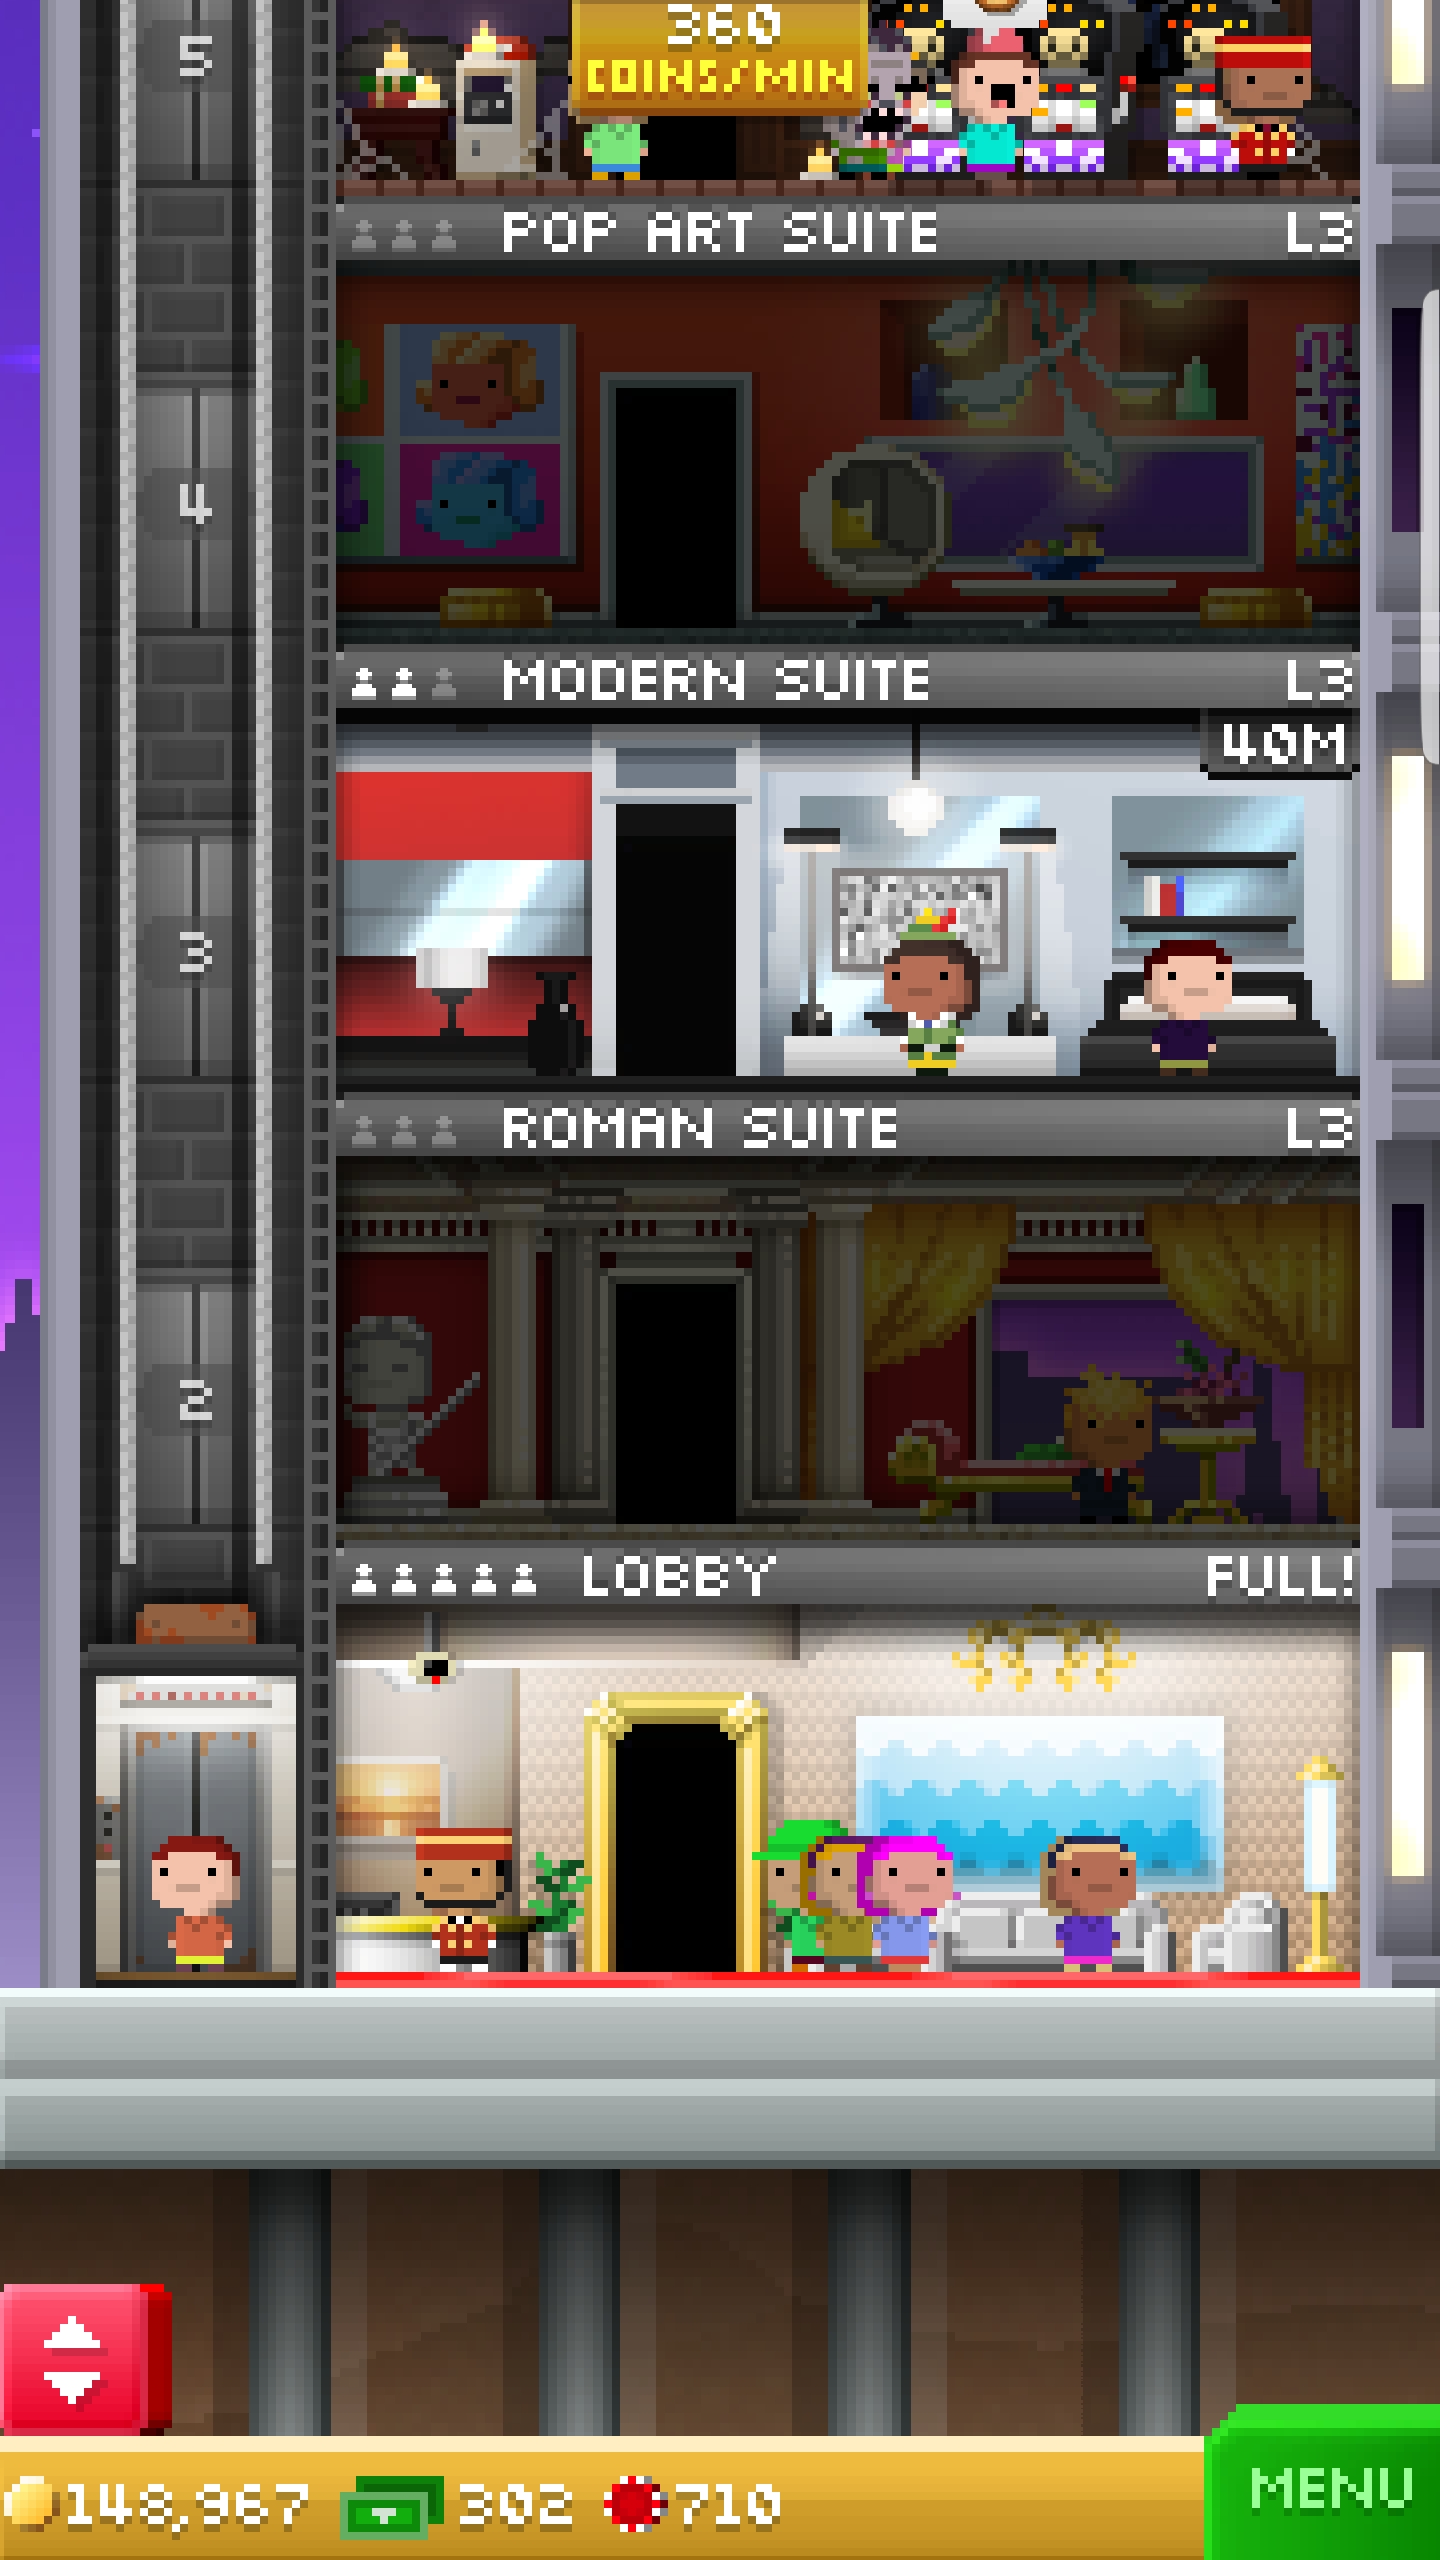 360
COINS/MIN
5
POP ART SUITE L3
4
MODERN SUITE L3
40M
3
ROMAN SUITE L3
2
LOBBY FULL!
148,967 302 710
MENU